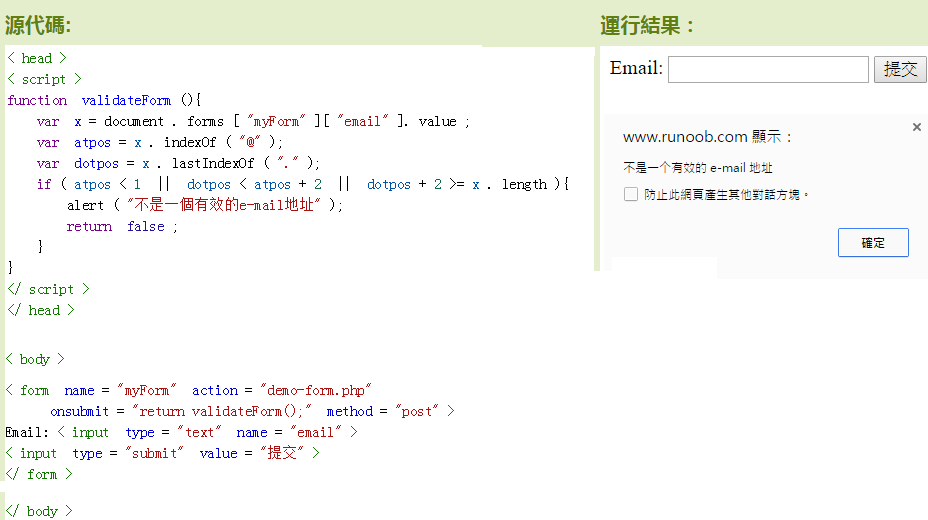 源代碼:
< head >
< script >
function validateForm (){
var x = document . forms [ "myForm" ][ "email" ]. value ;
var atpos = x . indexOf ( "@" );
var dotpos = x . lastIndexOf ( "." );
if ( atpos < 1 || dotpos < atpos + 2 || dotpos + 2 >= x . length ){
alert ( "不是一個有效的e-mail地址" );
return false ;
}
}
</ script >
</ head >
< body >
< form name = "myForm" action = "demo-form.php"
onsubmit = "return validateForm();" method = "post" >
Email: < input type = "text" name = "email" >
< input type = "submit" value = "提交" >
</ form >
</ body >
運行結果：
Email: 提交
www.runoob.com 顯示：
不是一个有效的 e-mail 地址
防止此網頁產生其他對話方塊。
確定